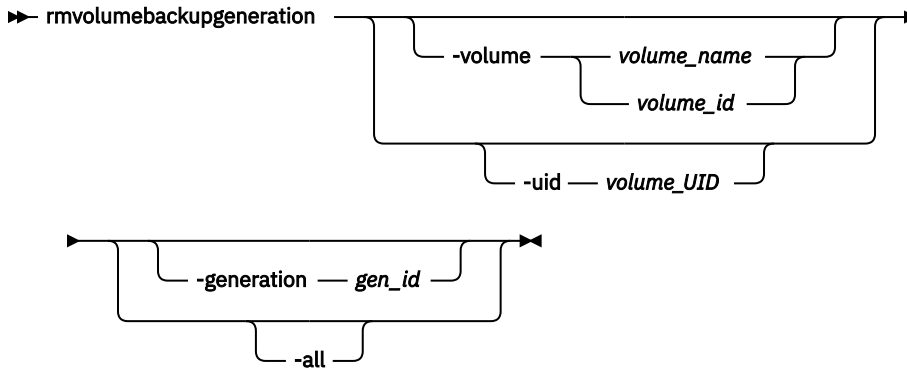 rmvolumebackupgeneration
-volume volume_name
volume_id
-uid volume_UID
-generation gen_id
-all